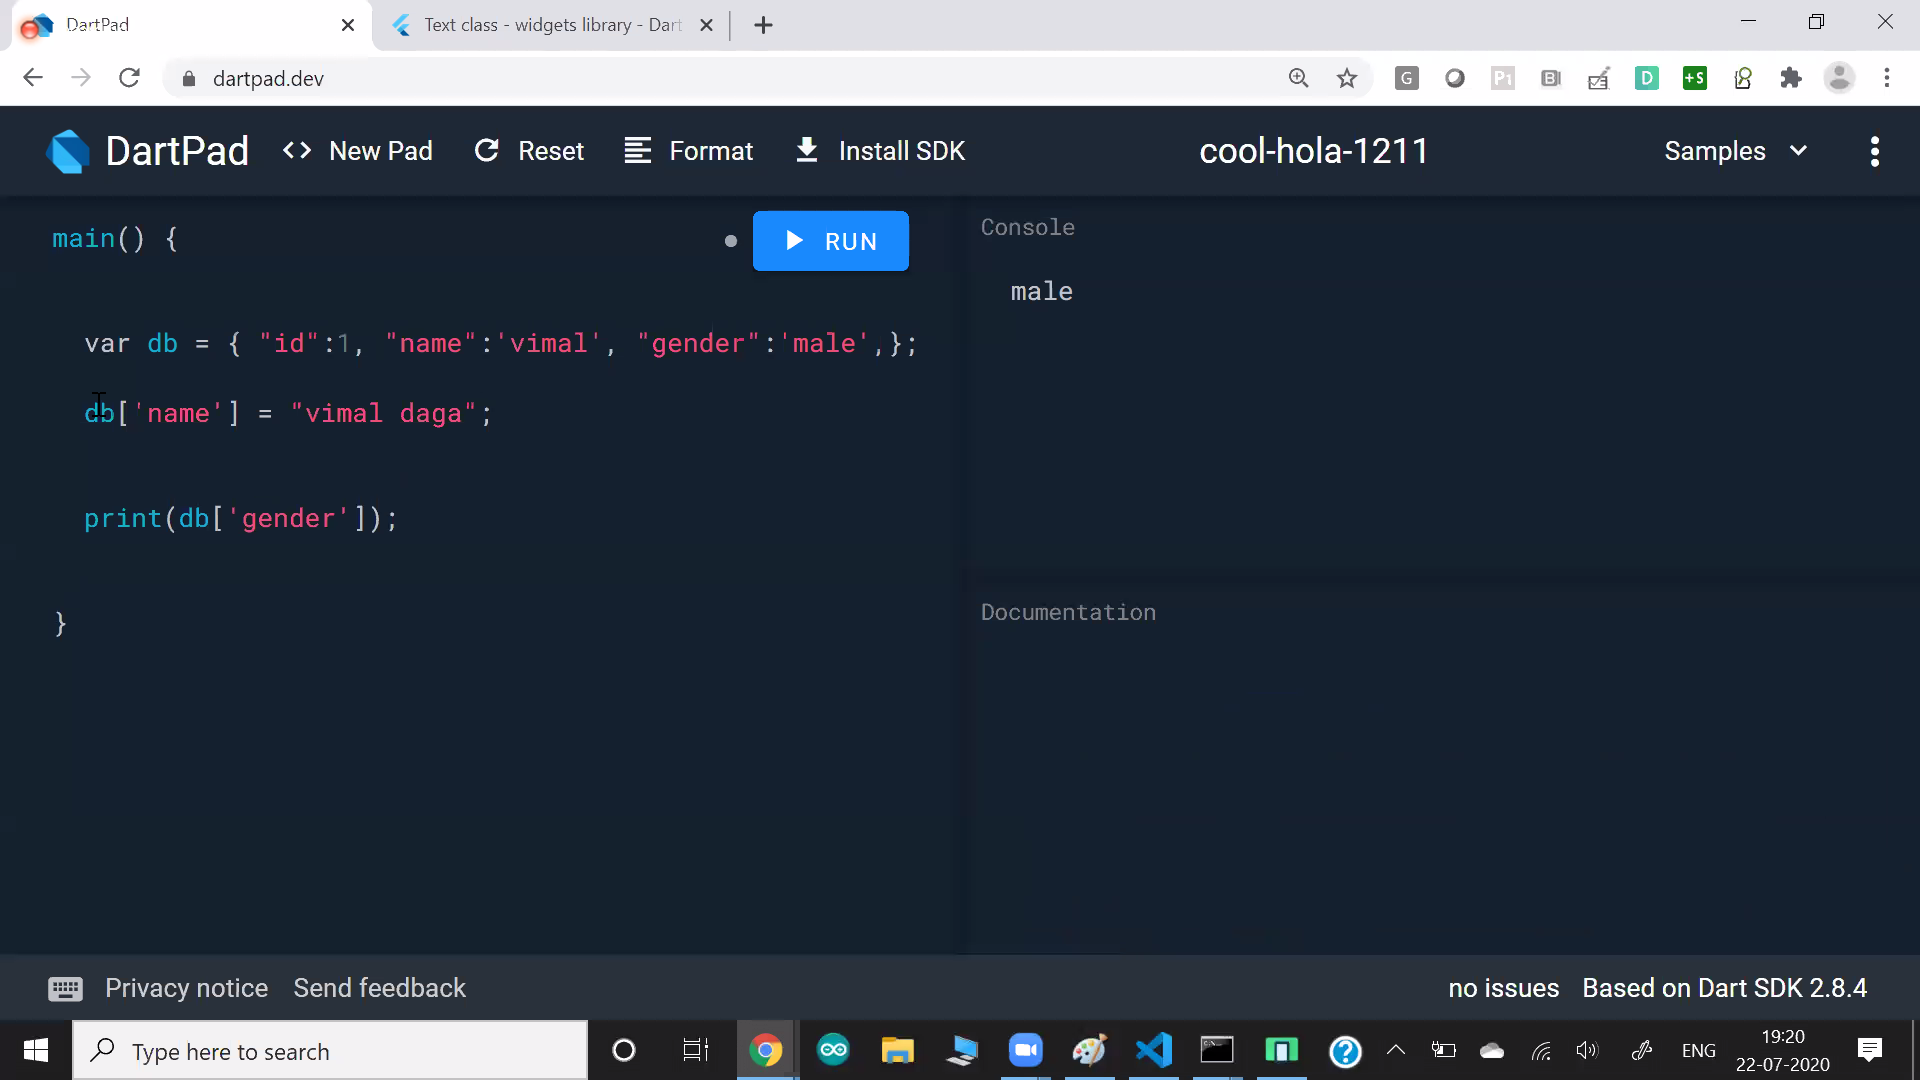 DartPad
Text class - widgets library - Dart
dartpad.dev
DartPad
<> New Pad
Reset
Format
Install SDK
cool-hola-1211
Samples
main() {
RUN
var db = { "id":1, "name":'vimal', "gender":'male',};
db['name'] = "vimal daga";
print(db['gender']);
}
Console
male
Documentation
Privacy notice
Send feedback
no issues
Based on Dart SDK 2.8.4
Type here to search
ENG
19:20
22-07-2020